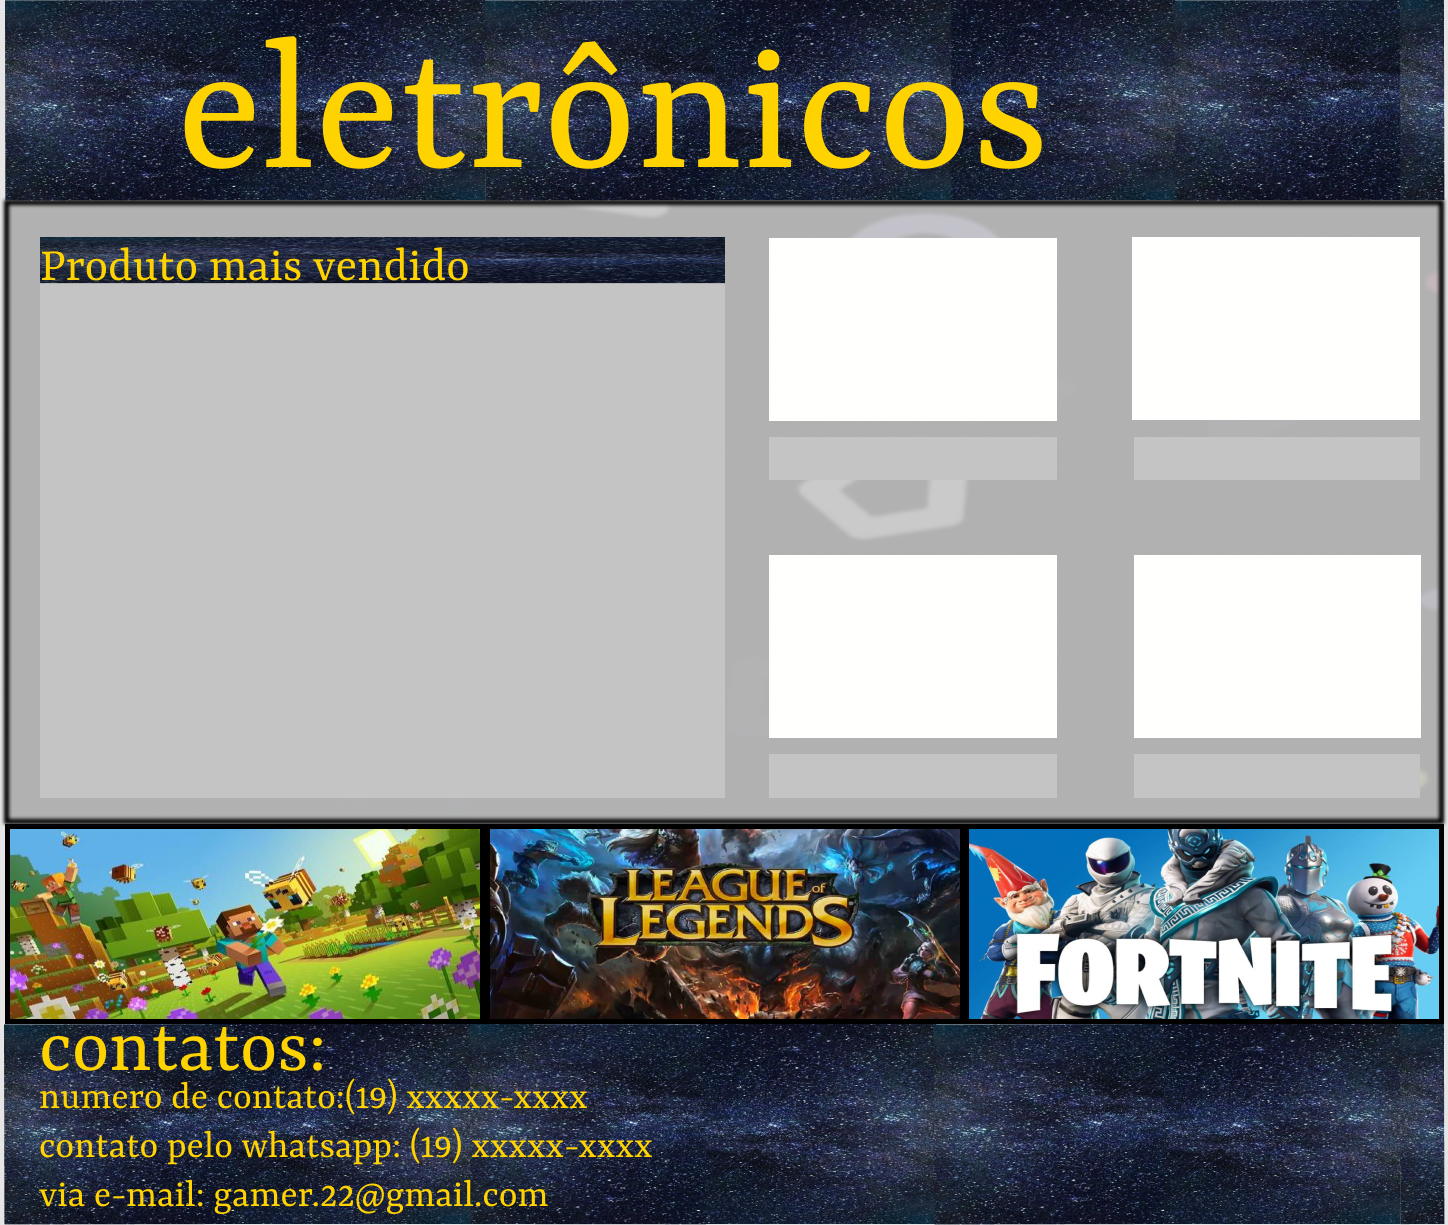 eletrônicos
Produto mais vendido
LEAGUE of
LEGENDS
FORTNITE
contatos:
numero de contato:(19) xxxxx-xxxx
contato pelo whatsapp: (19) xxxxx-xxxx
via e-mail: gamer.22@gmail.com